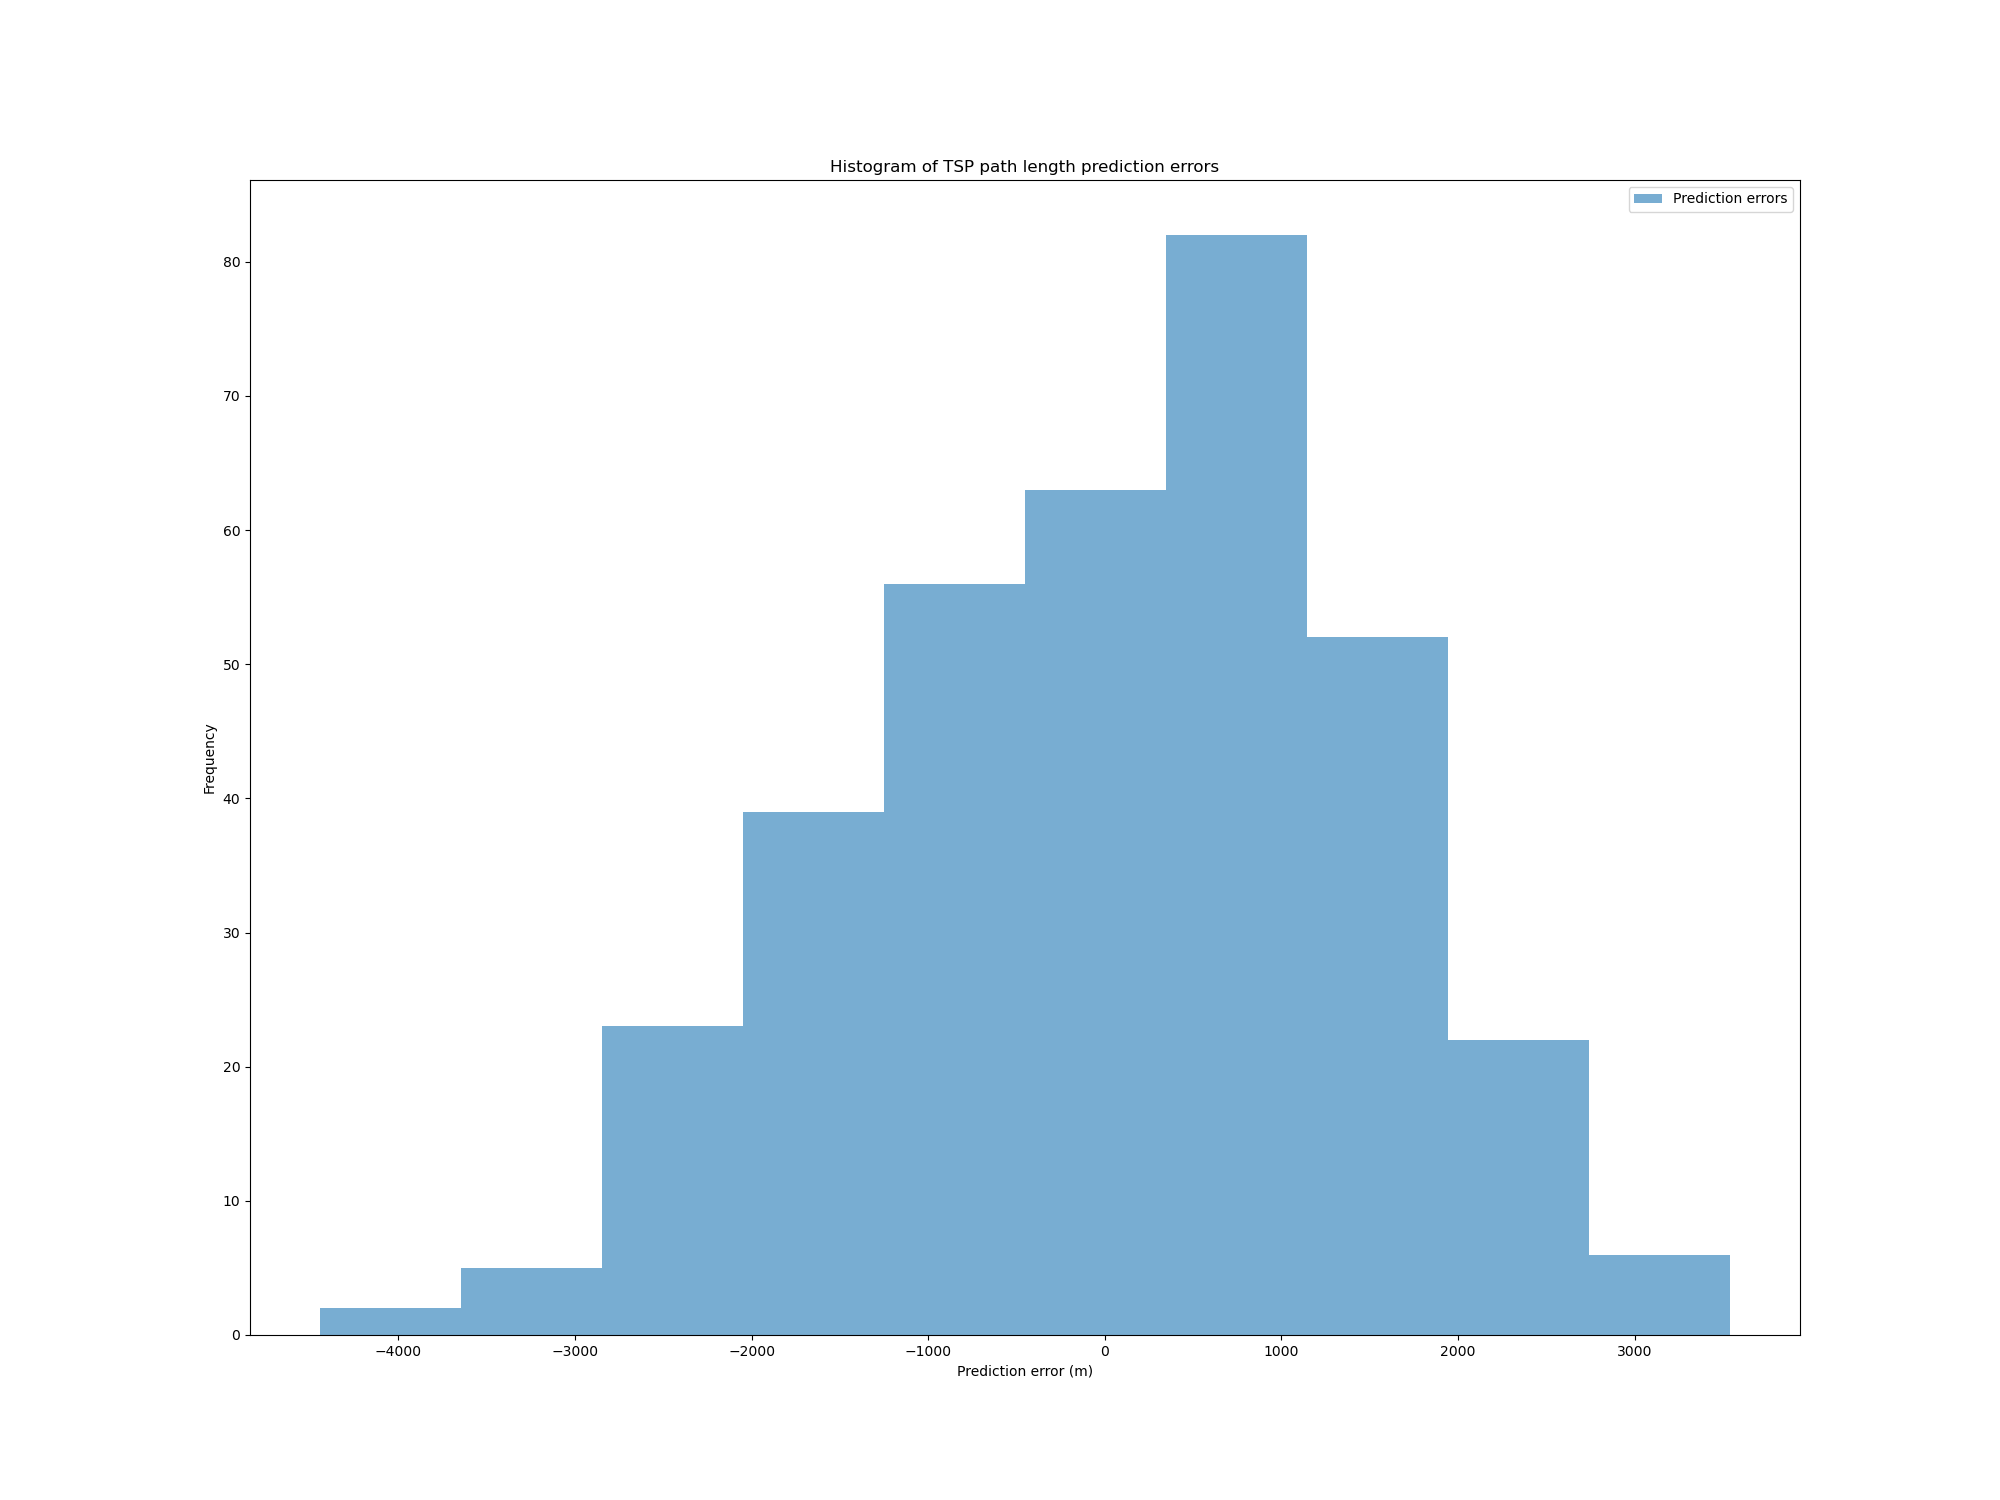 Histogram of TSP path length prediction errors
Prediction errors
80
70
60
50
40
30
20
10
0
Frequency
−4000 −3000 −2000 −1000 0 1000 2000 3000
Prediction error (m)